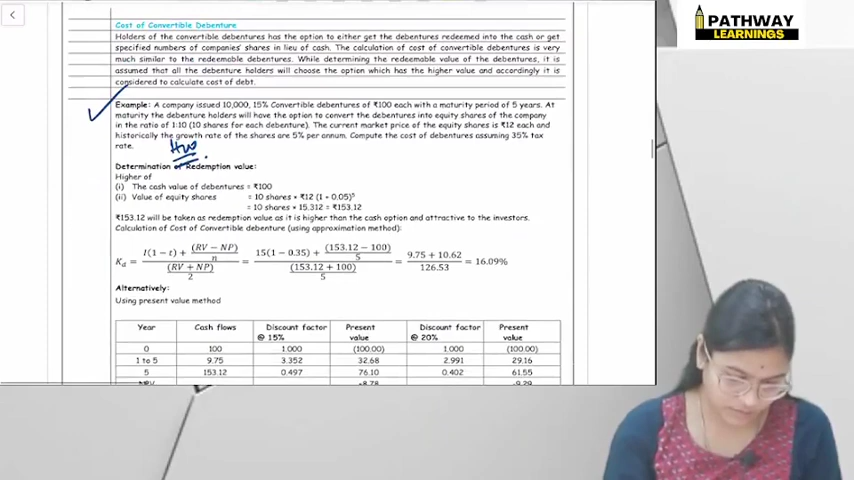 PATHWAY
LEARNINGS
Cost of Convertible Debenture
Holders of the convertible debentures has the option to either get the debentures redeemed into the cash or get
specified numbers of companies' shares in lieu of cash. The calculation of cost of convertible debentures is very
much similar to the redeemable debentures. While determining the redeemable value of the debentures, it is
assumed that all the debenture holders will choose the option which has the higher value and accordingly it is
considered to calculate cost of debt.
Example: A company issued 10,000, 15% Convertible debentures of ₹100 each with a maturity period of 5 years. At
maturity the debenture holders will have the option to convert the debentures into equity shares of the company
in the ratio of 1:10 (10 shares for each debenture). The current market price of the equity shares is ₹12 each and
historically the growth rate of the shares are 5% per annum. Compute the cost of debentures assuming 35% tax
rate.
HW
Determination of Redemption value:
Higher of
(i) The cash value of debentures = ₹100
(ii) Value of equity shares = 10 shares × ₹12 (1 + 0.05)⁵
= 10 shares × 15.312 = ₹153.12
₹153.12 will be taken as redemption value as it is higher than the cash option and attractive to the investors.
Calculation of Cost of Convertible debenture (using approximation method):
K_d = (I(1 − t) + (RV − NP)/n) / ((RV + NP)/2) = (15(1 − 0.35) + (153.12 − 100)/5) / ((153.12 + 100)/5) = (9.75 + 10.62)/126.53 = 16.09%
Alternatively:
Using present value method
Year Cash flows Discount factor @ 15% Present value Discount factor @ 20% Present value
0 100 1.000 (100.00) 1.000 (100.00)
1 to 5 9.75 3.352 32.68 2.991 29.16
5 153.12 0.497 76.10 0.402 61.55
NPV +8.78 -9.29